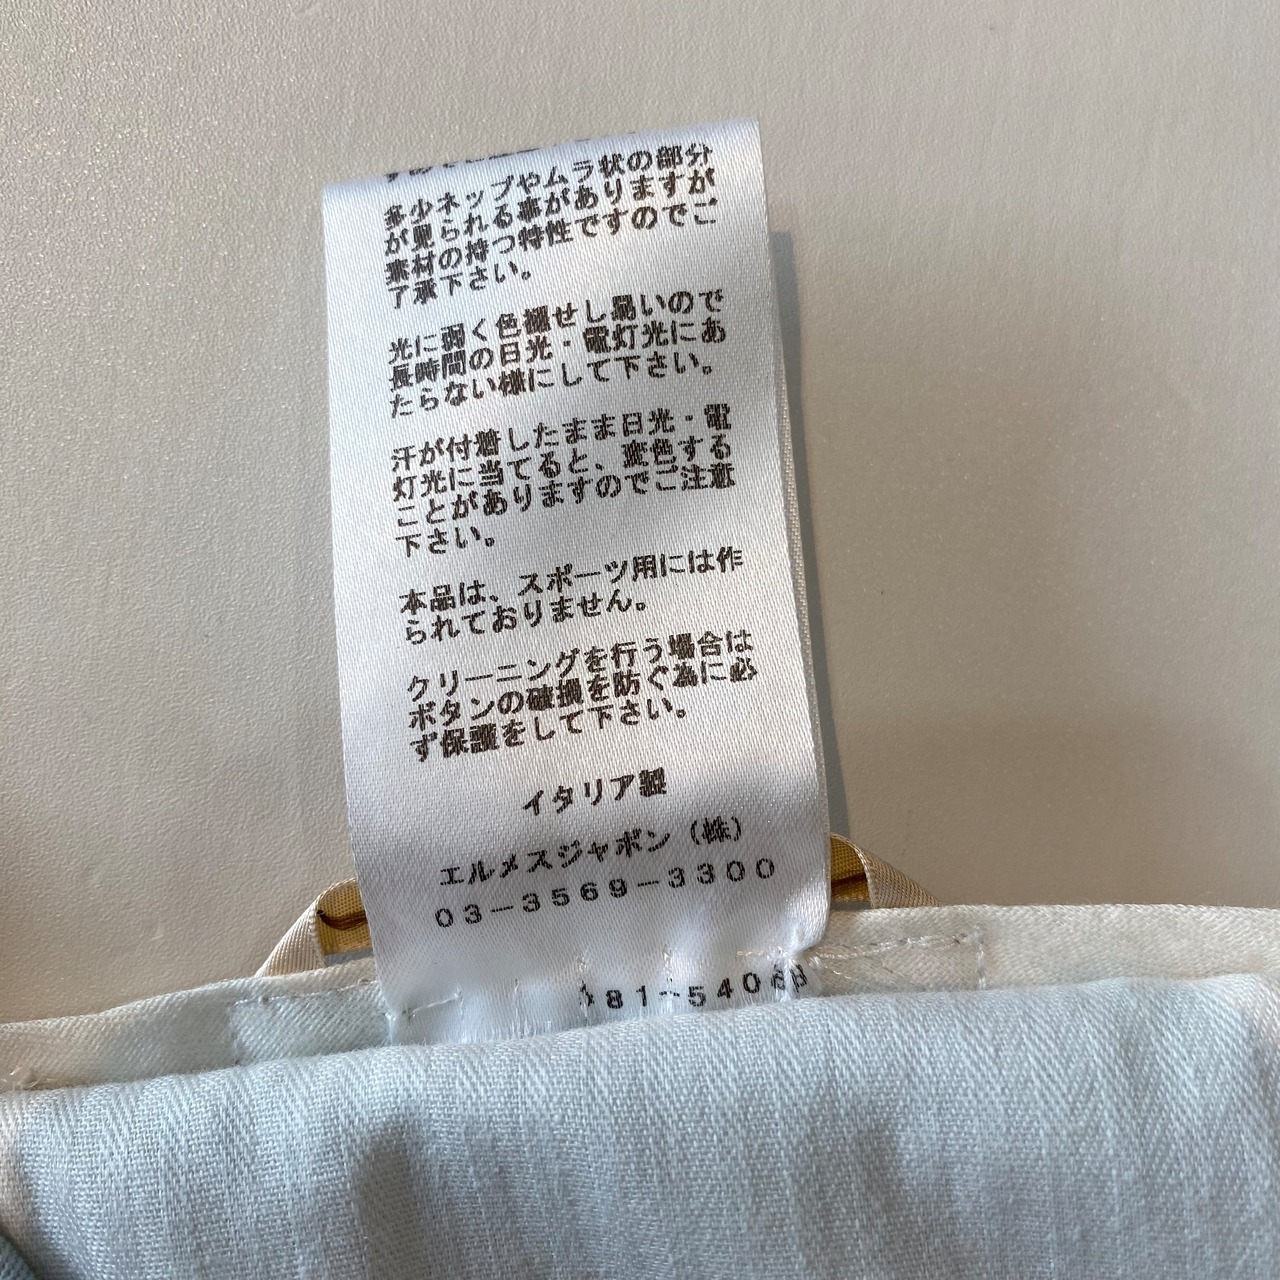 多少ネップやムラ状の部分
が見られる事がありますが
素材の持つ特性ですのでご
了承下さい。
光に弱く色褪せし易いので
長時間の日光・電灯光にあ
たらない様にして下さい。
汗が付着したまま日光・電
灯光に当てると、変色する
ことがありますのでご注意
下さい。
本品は、スポーツ用には作
られておりません。
クリーニングを行う場合は
ボタンの破損を防ぐ為に必
ず保護をして下さい。
イタリア製
エルメスジャポン（株）
03-3569-3300